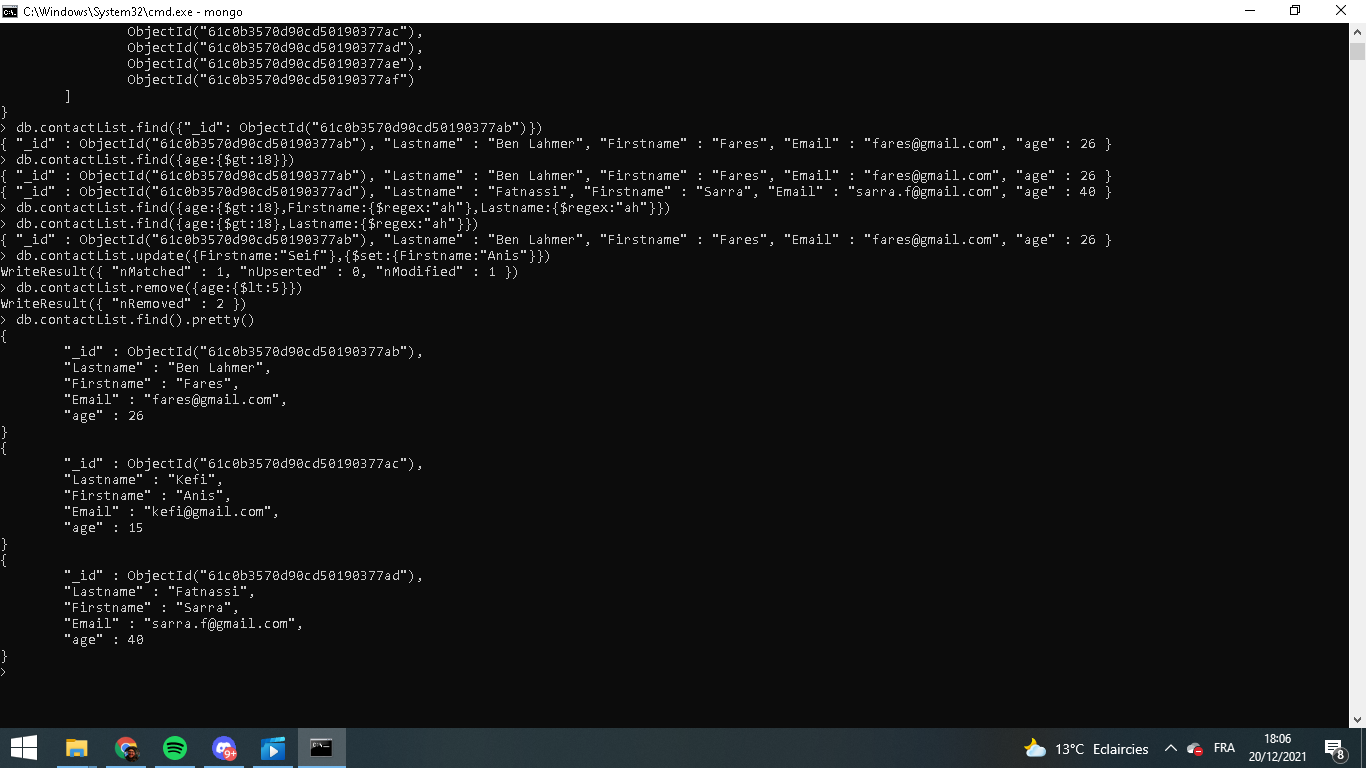 C:\Windows\System32\cmd.exe - mongo
ObjectId("61c0b3570d90cd50190377ac"),
ObjectId("61c0b3570d90cd50190377ad"),
ObjectId("61c0b3570d90cd50190377ae"),
ObjectId("61c0b3570d90cd50190377af")
]
}
> db.contactList.find({"_id": ObjectId("61c0b3570d90cd50190377ab")})
{ "_id" : ObjectId("61c0b3570d90cd50190377ab"), "Lastname" : "Ben Lahmer", "Firstname" : "Fares", "Email" : "fares@gmail.com", "age" : 26 }
> db.contactList.find({age:{$gt:18}})
{ "_id" : ObjectId("61c0b3570d90cd50190377ab"), "Lastname" : "Ben Lahmer", "Firstname" : "Fares", "Email" : "fares@gmail.com", "age" : 26 }
{ "_id" : ObjectId("61c0b3570d90cd50190377ad"), "Lastname" : "Fatnassi", "Firstname" : "Sarra", "Email" : "sarra.f@gmail.com", "age" : 40 }
> db.contactList.find({age:{$gt:18},Firstname:{$regex:"ah"},Lastname:{$regex:"ah"}})
> db.contactList.find({age:{$gt:18},Lastname:{$regex:"ah"}})
{ "_id" : ObjectId("61c0b3570d90cd50190377ab"), "Lastname" : "Ben Lahmer", "Firstname" : "Fares", "Email" : "fares@gmail.com", "age" : 26 }
> db.contactList.update({Firstname:"Seif"},{$set:{Firstname:"Anis"}})
WriteResult({ "nMatched" : 1, "nUpserted" : 0, "nModified" : 1 })
> db.contactList.remove({age:{$lt:5}})
WriteResult({ "nRemoved" : 2 })
> db.contactList.find().pretty()
{
"_id" : ObjectId("61c0b3570d90cd50190377ab"),
"Lastname" : "Ben Lahmer",
"Firstname" : "Fares",
"Email" : "fares@gmail.com",
"age" : 26
}
{
"_id" : ObjectId("61c0b3570d90cd50190377ac"),
"Lastname" : "Kefi",
"Firstname" : "Anis",
"Email" : "kefi@gmail.com",
"age" : 15
}
{
"_id" : ObjectId("61c0b3570d90cd50190377ad"),
"Lastname" : "Fatnassi",
"Firstname" : "Sarra",
"Email" : "sarra.f@gmail.com",
"age" : 40
}
>
9+
13°C Eclaircies
FRA
18:06
20/12/2021
8